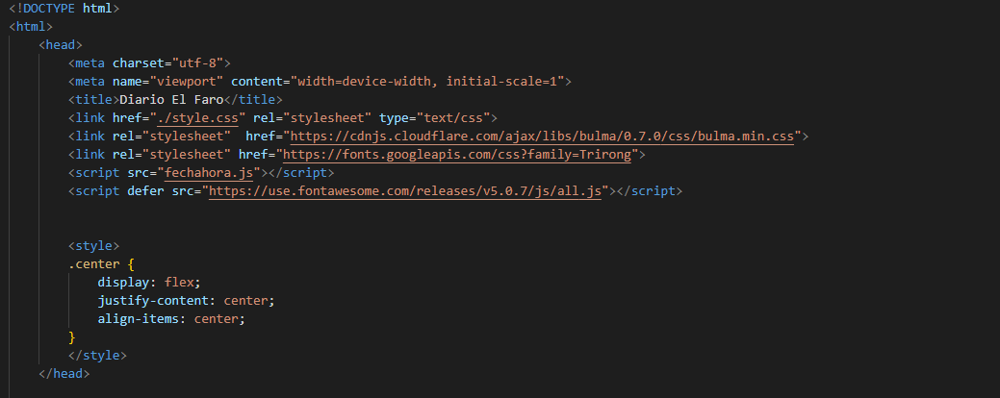 <!DOCTYPE html>
<html>
<head>
<meta charset="utf-8">
<meta name="viewport" content="width=device-width, initial-scale=1">
<title>Diario El Faro</title>
<link href="./style.css" rel="stylesheet" type="text/css">
<link rel="stylesheet"  href="https://cdnjs.cloudflare.com/ajax/libs/bulma/0.7.0/css/bulma.min.css">
<link rel="stylesheet" href="https://fonts.googleapis.com/css?family=Trirong">
<script src="fechahora.js"></script>
<script defer src="https://use.fontawesome.com/releases/v5.0.7/js/all.js"></script>
<style>
.center {
display: flex;
justify-content: center;
align-items: center;
}
</style>
</head>